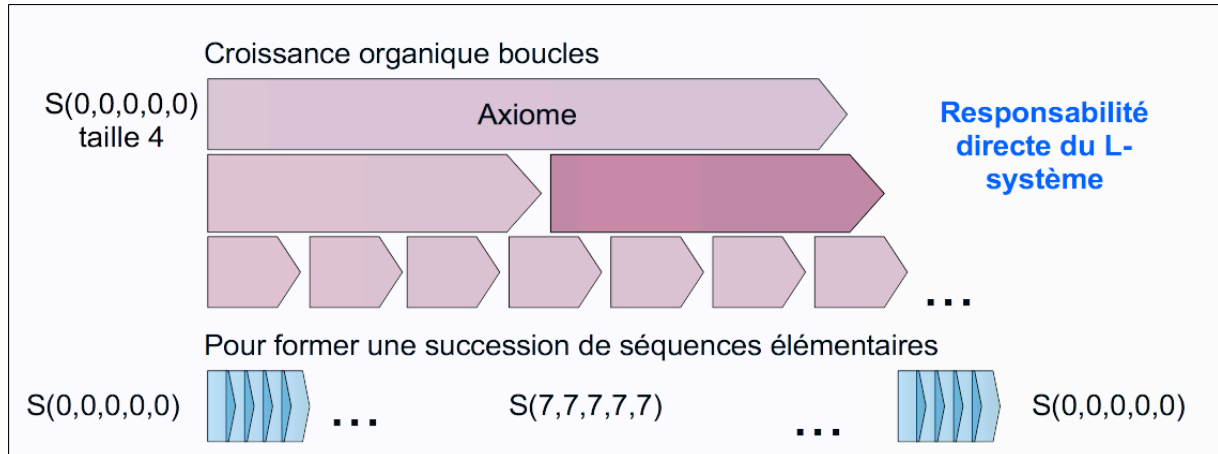 Croissance organique boucles
S(0,0,0,0,0)
taille 4
Axiome
Responsabilité
directe du L-
système
...
Pour former une succession de séquences élémentaires
S(0,0,0,0,0)
...
S(7,7,7,7,7)
...
S(0,0,0,0,0)